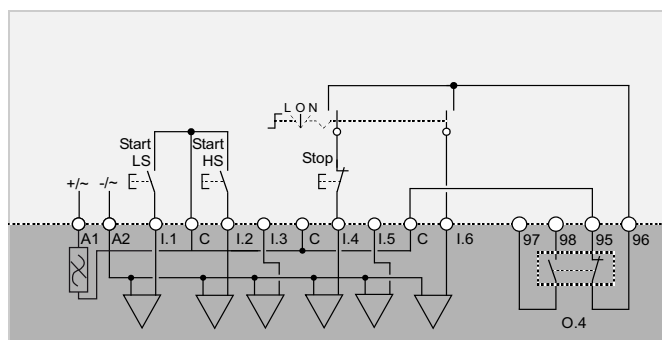 L O N
Start
LS
Start
HS
Stop
+/~
-/~
A1 A2 I.1 C I.2 I.3 C I.4 I.5 C I.6 97 98 95 96
O.4